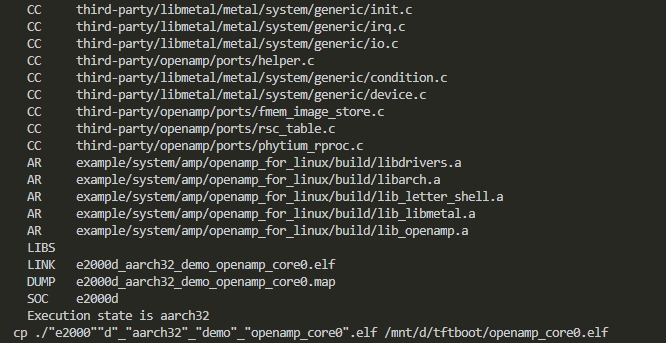 CC third-party/libmetal/metal/system/generic/init.c
CC third-party/libmetal/metal/system/generic/irq.c
CC third-party/libmetal/metal/system/generic/io.c
CC third-party/openamp/ports/helper.c
CC third-party/libmetal/metal/system/generic/condition.c
CC third-party/libmetal/metal/system/generic/device.c
CC third-party/openamp/ports/fmem_image_store.c
CC third-party/openamp/ports/rsc_table.c
CC third-party/openamp/ports/phytium_rproc.c
AR example/system/amp/openamp_for_linux/build/libdrivers.a
AR example/system/amp/openamp_for_linux/build/libarch.a
AR example/system/amp/openamp_for_linux/build/lib_letter_shell.a
AR example/system/amp/openamp_for_linux/build/lib_libmetal.a
AR example/system/amp/openamp_for_linux/build/lib_openamp.a
LIBS
LINK e2000d_aarch32_demo_openamp_core0.elf
DUMP e2000d_aarch32_demo_openamp_core0.map
SOC e2000d
Execution state is aarch32
cp ./"e2000""d"_"aarch32"_"demo"_"openamp_core0".elf /mnt/d/tftboot/openamp_core0.elf